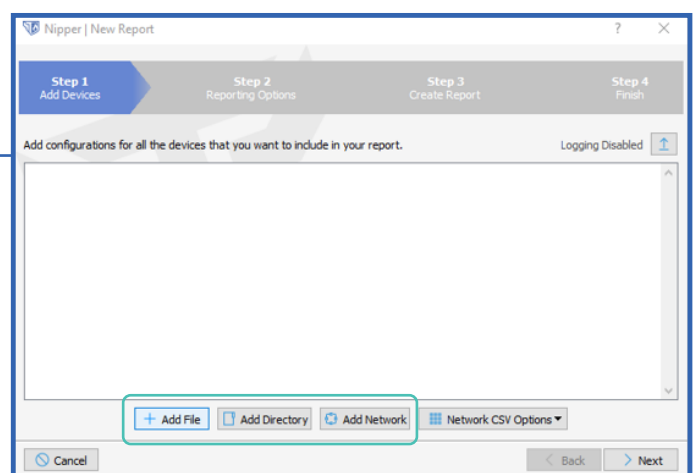 Nipper | New Report ?
Step 1 Step 2 Step 3 Step 4
Add Devices Reporting Options Create Report Finish
Add configurations for all the devices that you want to include in your report. Logging Disabled
Add File Add Directory Add Network Network CSV Options
Cancel Back Next